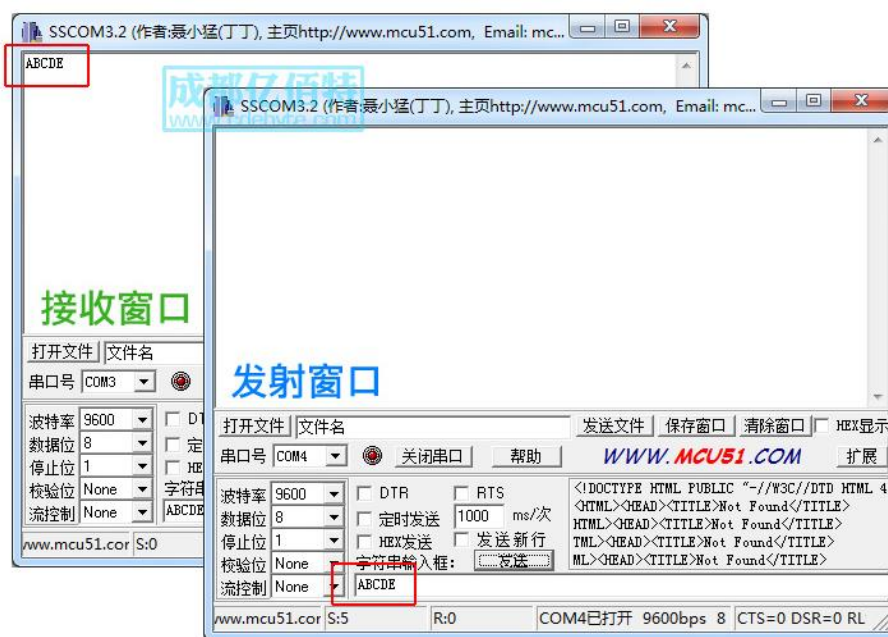 SSCOM3.2 (作者:聂小猛(丁丁), 主页http://www.mcu51.com, Email: mc...
ABCDE
成都亿佰特
www.cdebyte.com
接收窗口
打开文件 文件名
串口号 COM3
波特率 9600
数据位 8
停止位 1
校验位 None
流控制 None
DT
定
HE
字符串
ABCDE
www.mcu51.cor S:0
SSCOM3.2 (作者:聂小猛(丁丁), 主页http://www.mcu51.com, Email: mc...
发射窗口
打开文件 文件名 发送文件 保存窗口 清除窗口 HEX显示
串口号 COM4 关闭串口 帮助 WWW.MCU51.COM 扩展
波特率 9600 DTR RTS
数据位 8 定时发送 1000 ms/次
停止位 1 HEX发送 发送新行
校验位 None 字符串输入框: 发送
流控制 None ABCDE
<!DOCTYPE HTML PUBLIC "-//W3C//DTD HTML 4
<HTML><HEAD><TITLE>Not Found</TITLE>
HTML><HEAD><TITLE>Not Found</TITLE>
TML><HEAD><TITLE>Not Found</TITLE>
ML><HEAD><TITLE>Not Found</TITLE>
www.mcu51.cor S:5 R:0 COM4已打开 9600bps 8 CTS=0 DSR=0 RL